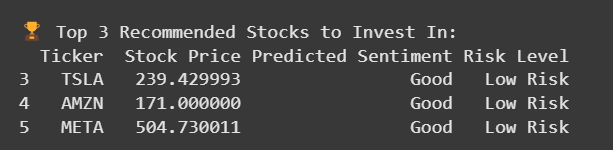 🏆 Top 3 Recommended Stocks to Invest In:
Ticker Stock Price Predicted Sentiment Risk Level
3 TSLA 239.429993 Good Low Risk
4 AMZN 171.000000 Good Low Risk
5 META 504.730011 Good Low Risk